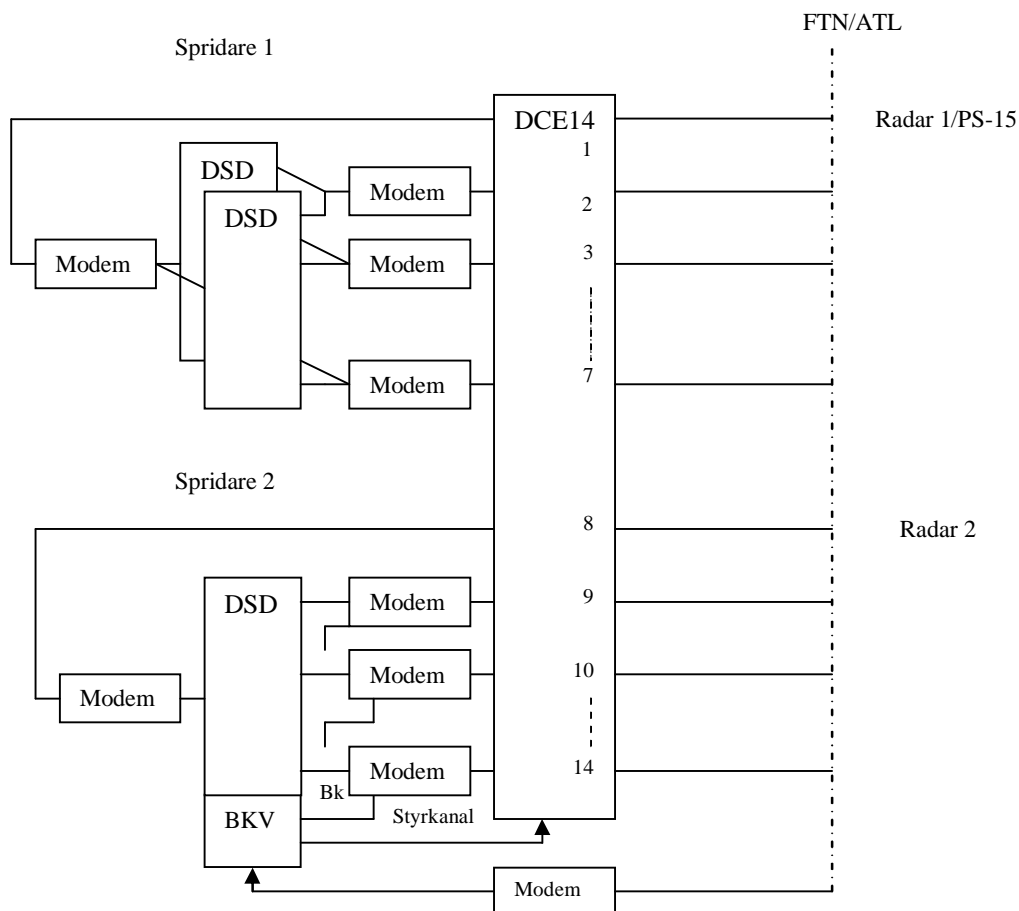 FTN/ATL
Spridare 1
DCE14
Radar 1/PS-15
1
DSD
Modem
2
DSD
Modem
Modem
3
Modem
7
Spridare 2
8
Radar 2
DSD
Modem
9
Modem
10
Modem
Modem
14
Bk
BKV
Styrkanal
Modem